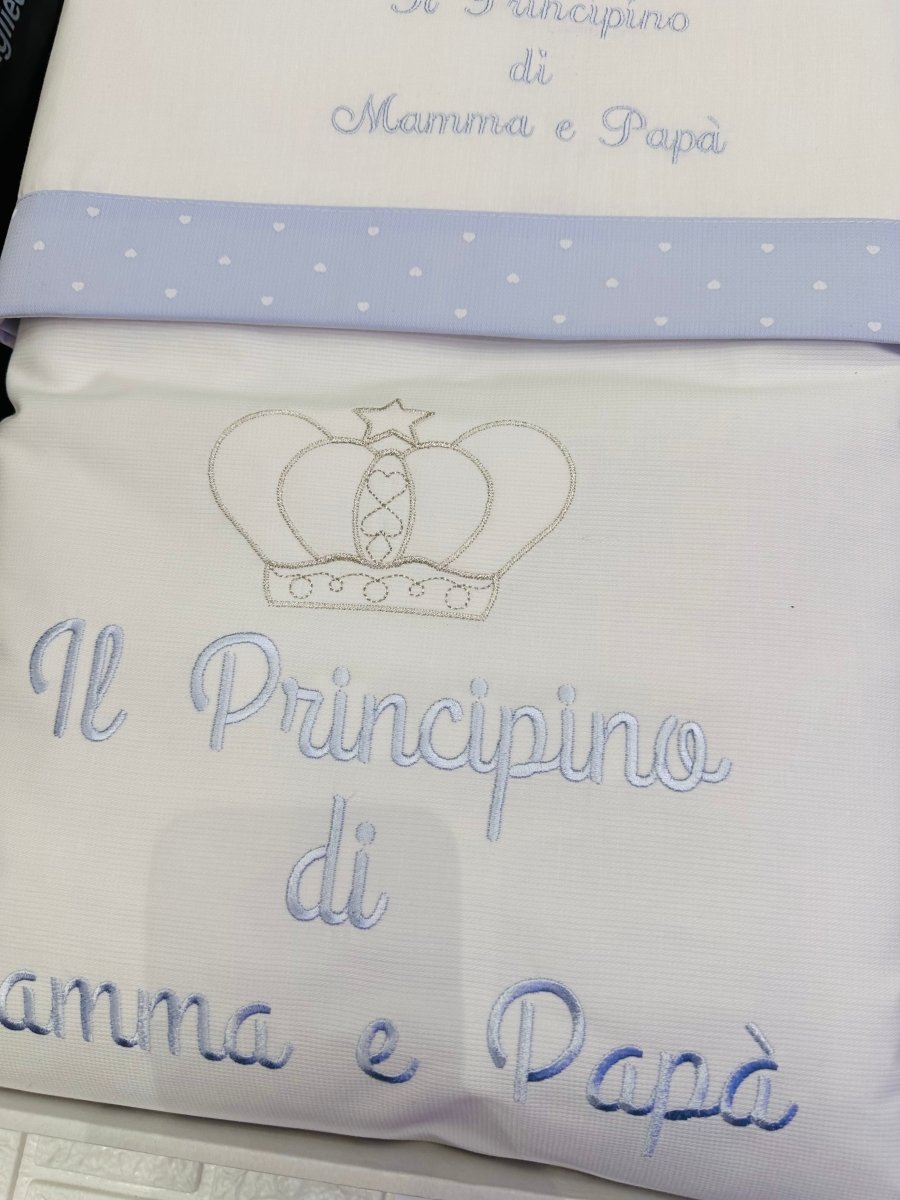 Il Principino
di
Mamma e Papà
Il Principino
di
amma e Papà